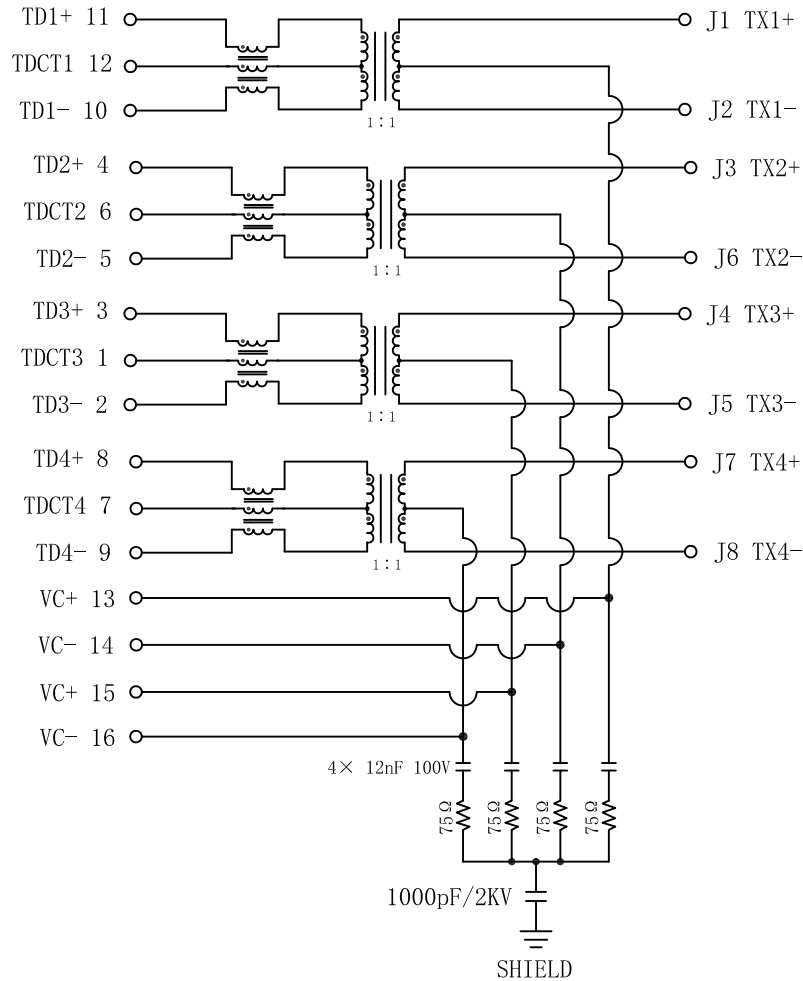 TD1+ 11
J1 TX1+
TDCT1 12
TD1- 10
J2 TX1-
1:1
TD2+ 4
J3 TX2+
TDCT2 6
TD2- 5
J6 TX2-
1:1
TD3+ 3
J4 TX3+
TDCT3 1
TD3- 2
J5 TX3-
1:1
TD4+ 8
J7 TX4+
TDCT4 7
TD4- 9
J8 TX4-
1:1
VC+ 13
VC- 14
VC+ 15
VC- 16
4× 12nF 100V
75Ω
75Ω
75Ω
75Ω
1000pF/2KV
SHIELD